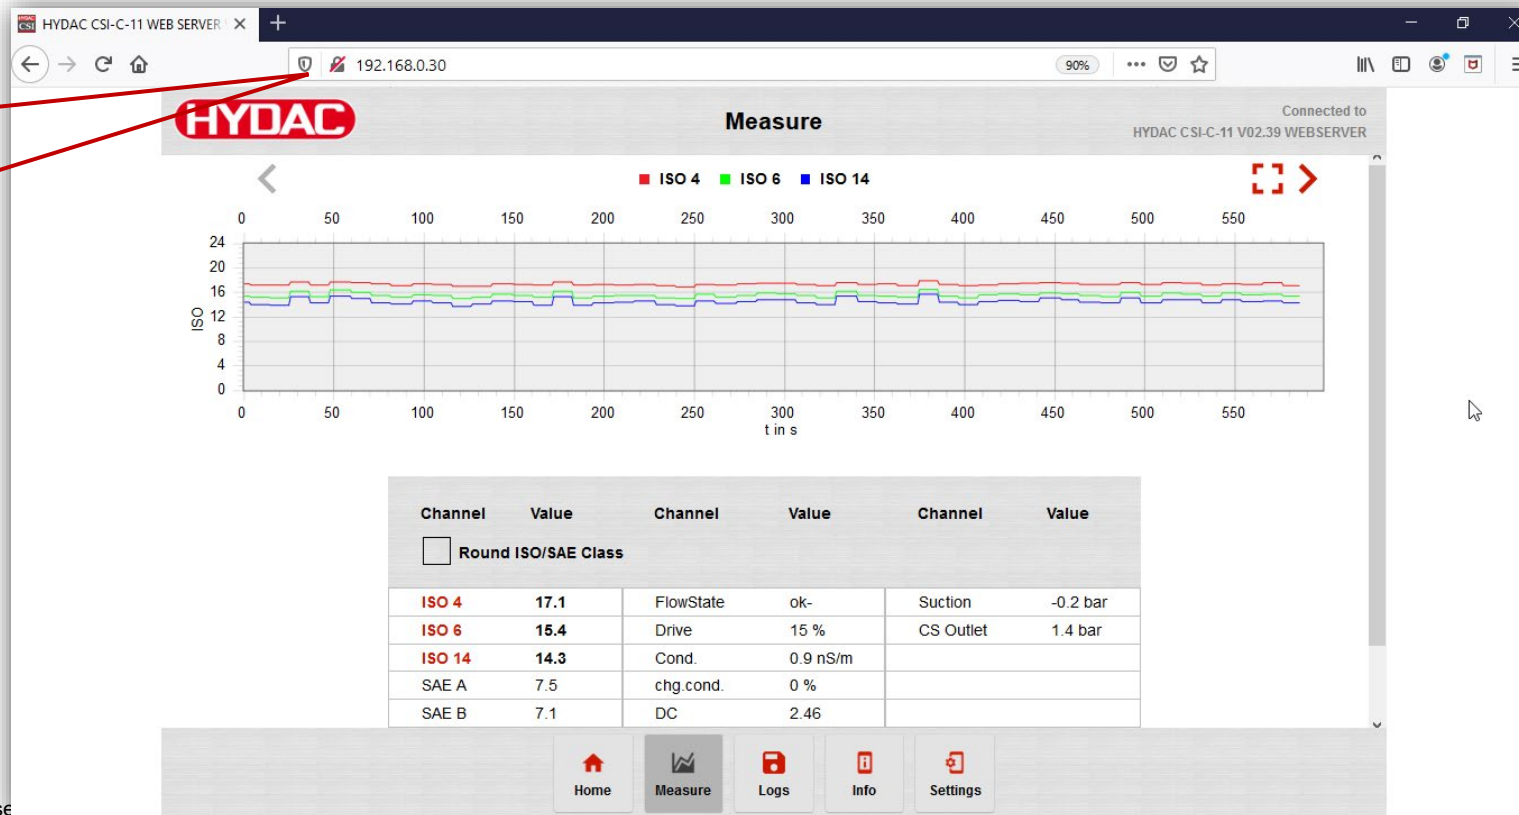 HYDAC CSI-C-11 WEB SERVER
192.168.0.30
90%
HYDAC
Measure
Connected to
HYDAC CSI-C-11 V02.39 WEBSERVER
ISO 4 ISO 6 ISO 14
0 50 100 150 200 250 300 350 400 450 500 550
24
20
16
12
8
4
0
ISO
0 50 100 150 200 250 300 350 400 450 500 550
t in s
Channel Value Channel Value Channel Value
Round ISO/SAE Class
ISO 4 17.1 FlowState ok- Suction -0.2 bar
ISO 6 15.4 Drive 15 % CS Outlet 1.4 bar
ISO 14 14.3 Cond. 0.9 nS/m
SAE A 7.5 chg.cond. 0 %
SAE B 7.1 DC 2.46
Home Measure Logs Info Settings